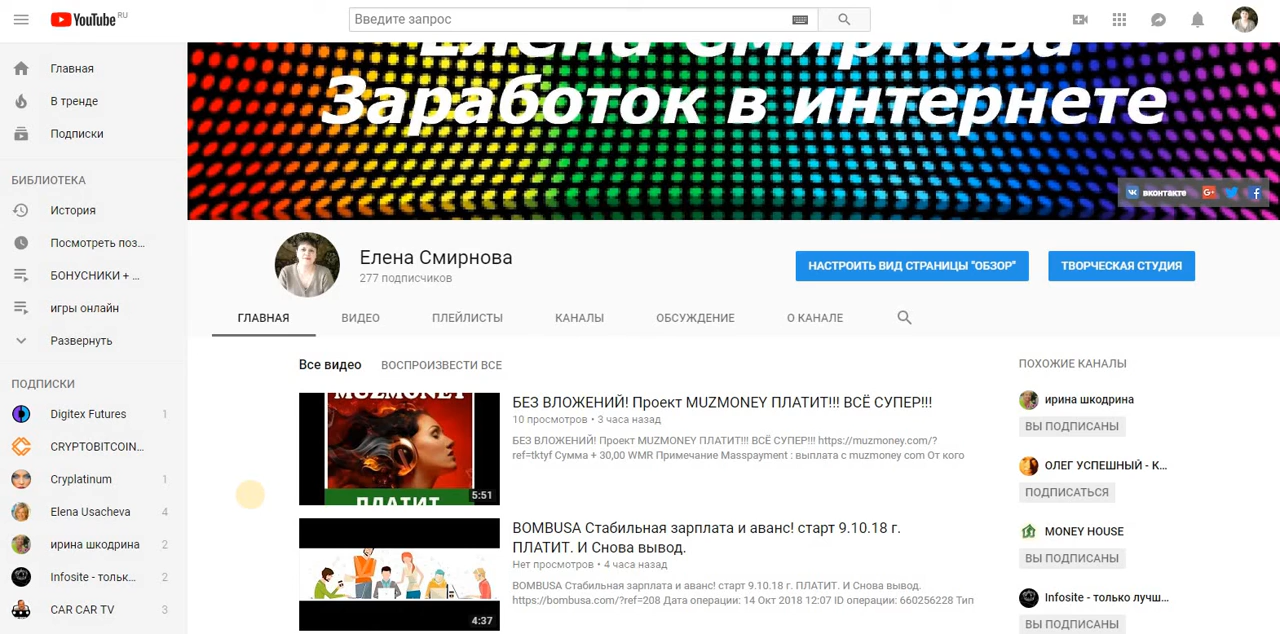 YouTube RU
Введите запрос
Главная
В тренде
Подписки
БИБЛИОТЕКА
История
Посмотреть поз...
БОНУСНИКИ + ...
игры онлайн
Развернуть
ПОДПИСКИ
Digitex Futures 1
CRYPTOBITCOIN...
Cryplatinum 1
Elena Usacheva 4
ирина шкодрина 2
Infosite - тольк... 2
CAR CAR TV 3
Елена Смирнова
Заработок в интернете
вконтакте
Елена Смирнова
277 подписчиков
НАСТРОИТЬ ВИД СТРАНИЦЫ "ОБЗОР"
ТВОРЧЕСКАЯ СТУДИЯ
ГЛАВНАЯ ВИДЕО ПЛЕЙЛИСТЫ КАНАЛЫ ОБСУЖДЕНИЕ О КАНАЛЕ
Все видео ВОСПРОИЗВЕСТИ ВСЕ
MUZMONEY
ПЛАТИТ
5:51
БЕЗ ВЛОЖЕНИЙ! Проект MUZMONEY ПЛАТИТ!!! ВСЁ СУПЕР!!!
10 просмотров • 3 часа назад
БЕЗ ВЛОЖЕНИЙ! Проект MUZMONEY ПЛАТИТ!!! ВСЁ СУПЕР!!! https://muzmoney.com/?
ref=tktyf Сумма + 30,00 WMR Примечание Masspayment : выплата с muzmoney com От кого
4:37
BOMBUSA Стабильная зарплата и аванс! старт 9.10.18 г.
ПЛАТИТ. И Снова вывод.
Нет просмотров • 4 часа назад
BOMBUSA Стабильная зарплата и аванс! старт 9.10.18 г. ПЛАТИТ. И Снова вывод.
https://bombusa.com/?ref=208 Дата операции: 14 Окт 2018 12:07 ID операции: 660256228 Тип
ПОХОЖИЕ КАНАЛЫ
ирина шкодрина
ВЫ ПОДПИСАНЫ
ОЛЕГ УСПЕШНЫЙ - К...
ПОДПИСАТЬСЯ
MONEY HOUSE
ВЫ ПОДПИСАНЫ
Infosite - только лучш...
ВЫ ПОДПИСАНЫ